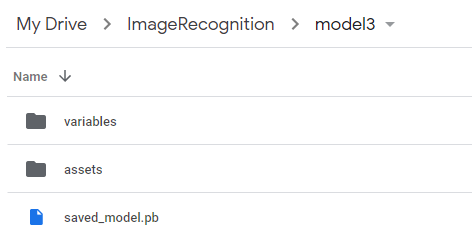 My Drive > ImageRecognition > model3
Name ↓
variables
assets
saved_model.pb